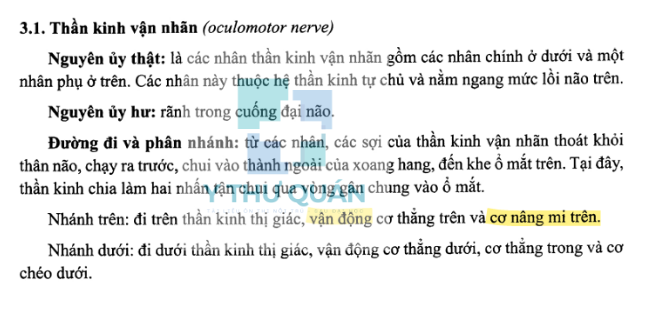 3.1. Thần kinh vận nhãn (oculomotor nerve)
Nguyên ủy thật: là các nhân thần kinh vận nhãn gồm các nhân chính ở dưới và một
nhân phụ ở trên. Các nhân này thuộc hệ thần kinh tự chủ và nằm ngang mức lồi não trên.
Nguyên ủy hư: rãnh trong cuống đại não.
Đường đi và phân nhánh: từ các nhân, các sợi của thần kinh vận nhãn thoát khỏi
thân não, chạy ra trước, chui vào thành ngoài của xoang hang, đến khe ổ mắt trên. Tại đây,
thần kinh chia làm hai nhấn tận chui qua vòng gân chung vào ổ mắt.
Y THƯ QUÁN
Nhánh trên: đi trên thần kinh thị giác, vận động cơ thẳng trên và cơ nâng mi trên.
Nhánh dưới: đi dưới thần kinh thị giác, vận động cơ thẳng dưới, cơ thẳng trong và cơ
chéo dưới.